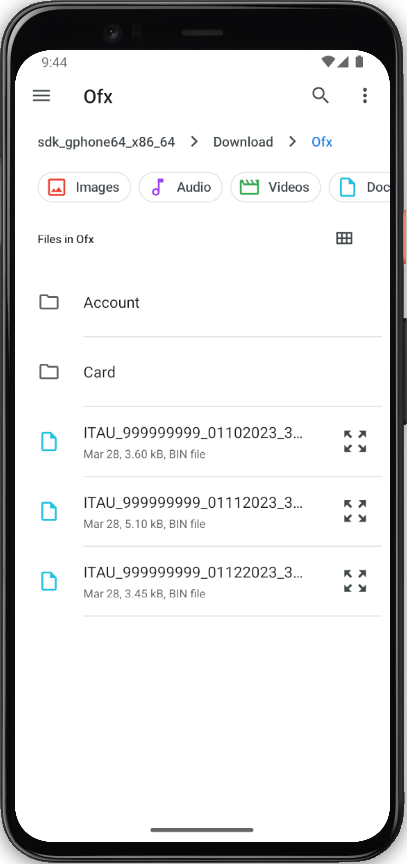 9:44
Ofx
sdk_gphone64_x86_64 > Download > Ofx
Images Audio Videos Doc
Files in Ofx
Account
Card
ITAU_999999999_01102023_3...
Mar 28, 3.60 kB, BIN file
ITAU_999999999_01112023_3...
Mar 28, 5.10 kB, BIN file
ITAU_999999999_01122023_3...
Mar 28, 3.45 kB, BIN file